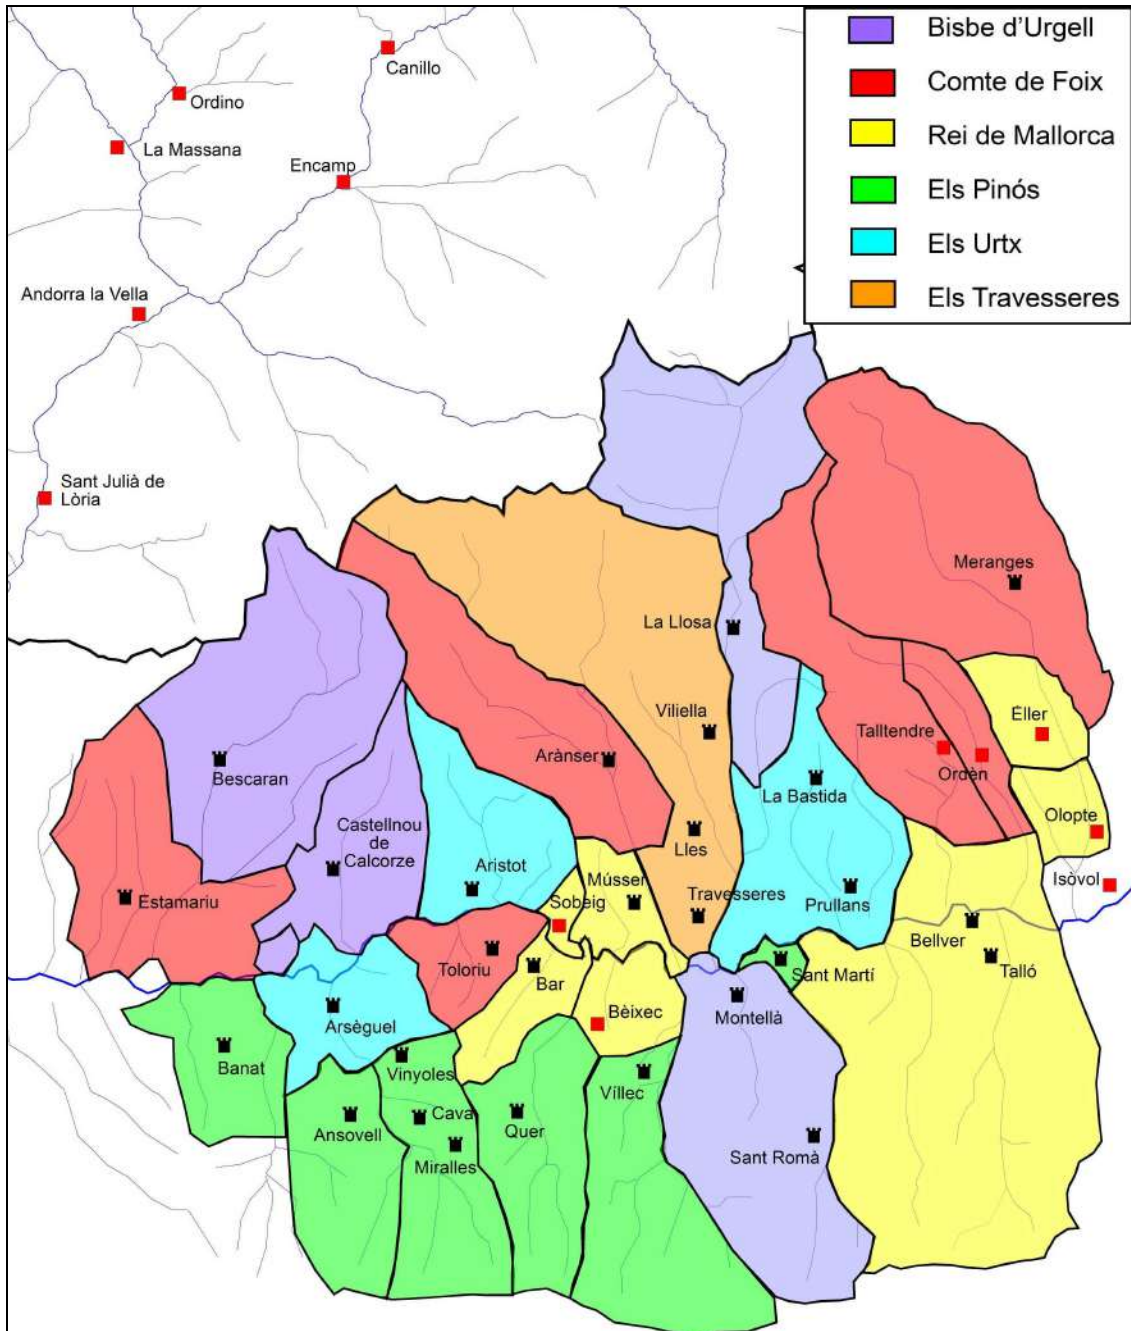 Bisbe d'Urgell
Comte de Foix
Rei de Mallorca
Els Pinós
Els Urtx
Els Travesseres
Canillo
Ordino
La Massana
Encamp
Andorra la Vella
Sant Julià de
Lòria
Meranges
La Llosa
Viliella
Talltendre
Éller
Ordèn
Bescaran
Arànser
La Bastida
Olopte
Castellnou
de
Calcorze
Lles
Aristot
Músser
Isòvol
Estamariu
Sobeig
Travesseres
Prullans
Bellver
Toloriu
Bar
Sant Martí
Talló
Arsèguel
Bèixec
Montellà
Banat
Vinyoles
Víllec
Ansovell
Cava
Quer
Miralles
Sant Romà